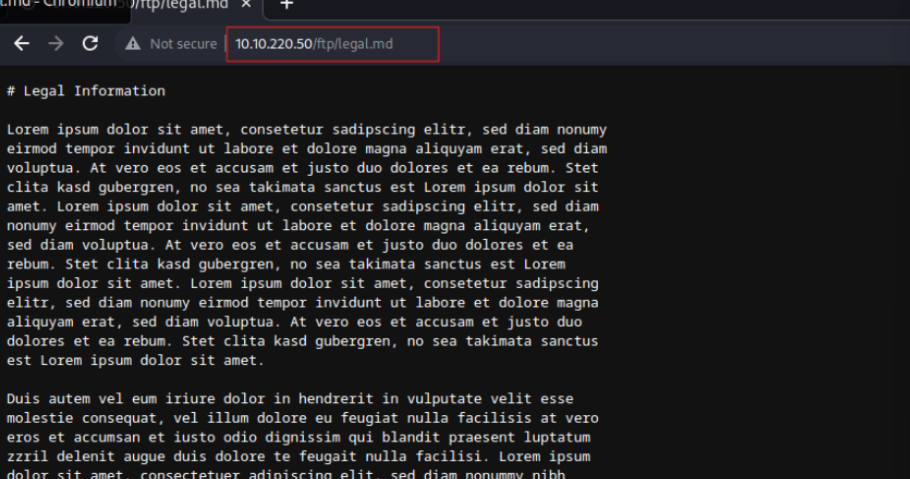 t.md - Chromium
/ftp/legal.md × +
Not secure 10.10.220.50/ftp/legal.md
# Legal Information
Lorem ipsum dolor sit amet, consetetur sadipscing elitr, sed diam nonumy
eirmod tempor invidunt ut labore et dolore magna aliquyam erat, sed diam
voluptua. At vero eos et accusam et justo duo dolores et ea rebum. Stet
clita kasd gubergren, no sea takimata sanctus est Lorem ipsum dolor sit
amet. Lorem ipsum dolor sit amet, consetetur sadipscing elitr, sed diam
nonumy eirmod tempor invidunt ut labore et dolore magna aliquyam erat,
sed diam voluptua. At vero eos et accusam et justo duo dolores et ea
rebum. Stet clita kasd gubergren, no sea takimata sanctus est Lorem
ipsum dolor sit amet. Lorem ipsum dolor sit amet, consetetur sadipscing
elitr, sed diam nonumy eirmod tempor invidunt ut labore et dolore magna
aliquyam erat, sed diam voluptua. At vero eos et accusam et justo duo
dolores et ea rebum. Stet clita kasd gubergren, no sea takimata sanctus
est Lorem ipsum dolor sit amet.
Duis autem vel eum iriure dolor in hendrerit in vulputate velit esse
molestie consequat, vel illum dolore eu feugiat nulla facilisis at vero
eros et accumsan et iusto odio dignissim qui blandit praesent luptatum
zzril delenit augue duis dolore te feugait nulla facilisi. Lorem ipsum
dolor sit amet, consectetuer adipiscing elit, sed diam nonummy nibh